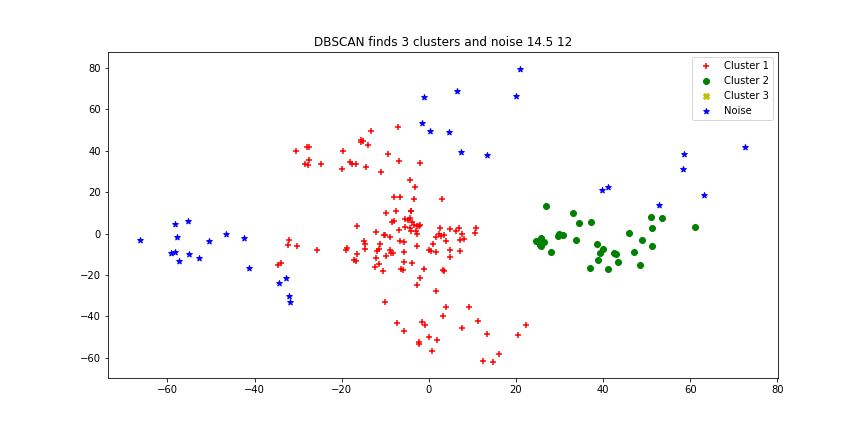 DBSCAN finds 3 clusters and noise 14.5 12
Cluster 1
Cluster 2
Cluster 3
Noise
80
60
40
20
0
−20
−40
−60
−60 −40 −20 0 20 40 60 80